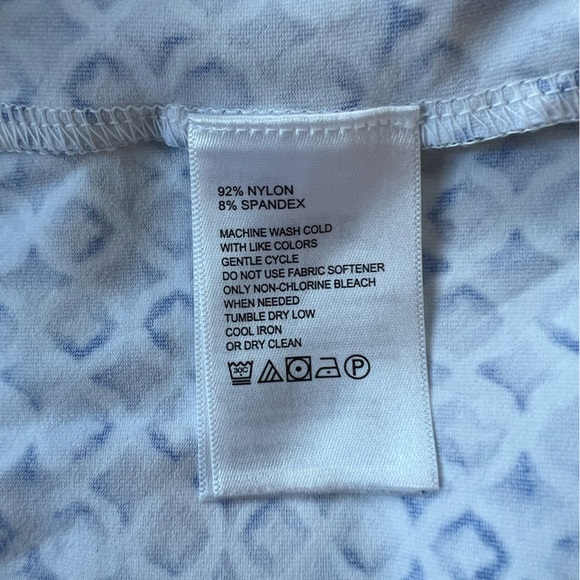 92% NYLON
8% SPANDEX
MACHINE WASH COLD
WITH LIKE COLORS
GENTLE CYCLE
DO NOT USE FABRIC SOFTENER
ONLY NON-CHLORINE BLEACH
WHEN NEEDED
TUMBLE DRY LOW
COOL IRON
OR DRY CLEAN
30C P